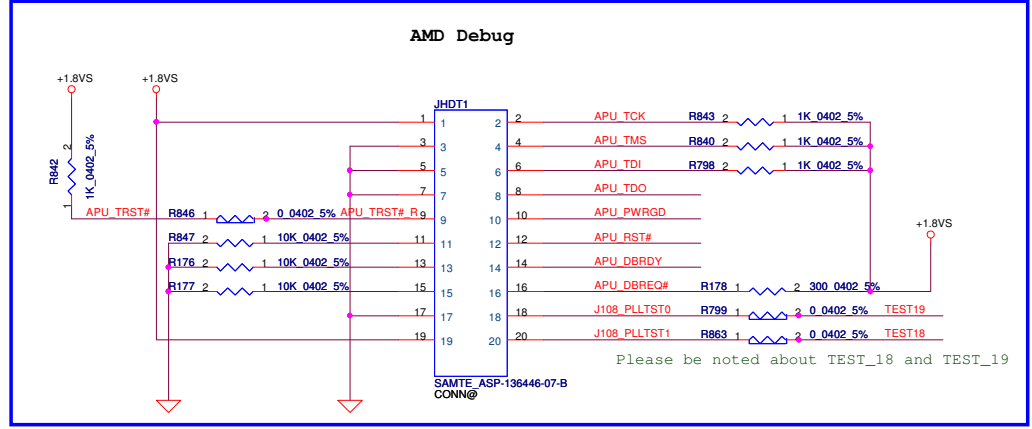 AMD Debug
+1.8VS
+1.8VS
JHDT1
1 1 2 2 APU_TCK R843 2 1 1K_0402_5%
3 3 4 4 APU_TMS R840 2 1 1K_0402_5%
R842 2 1 1K_0402_5%
5 5 6 6 APU_TDI R798 2 1 1K_0402_5%
7 7 8 8 APU_TDO
APU_TRST# R846 1 2 0_0402_5% APU_TRST#_R 9 9 10 10 APU_PWRGD
+1.8VS
R847 2 1 10K_0402_5% 11 11 12 12 APU_RST#
R176 2 1 10K_0402_5% 13 13 14 14 APU_DBRDY
R177 2 1 10K_0402_5% 15 15 16 16 APU_DBREQ# R178 1 2 300_0402_5%
17 17 18 18 J108_PLLTST0 R799 1 2 0_0402_5% TEST19
19 19 20 20 J108_PLLTST1 R863 1 2 0_0402_5% TEST18
Please be noted about TEST_18 and TEST_19
SAMTE_ASP-136446-07-B
CONN@